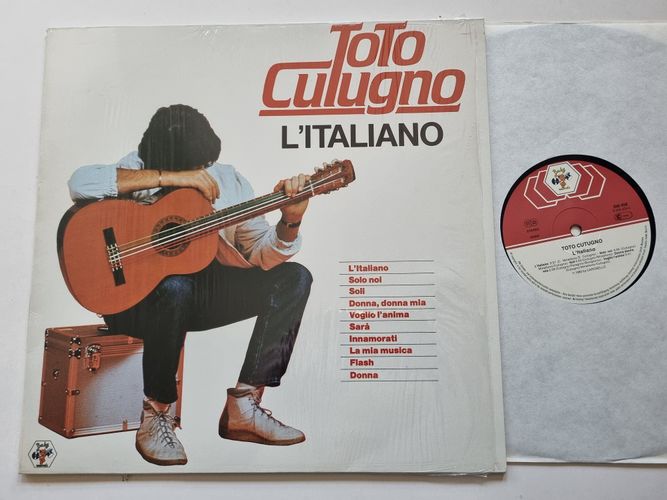 TOTO
CUTUGNO
L'ITALIANO
L'Italiano
Solo noi
Soli
Donna, donna mia
Voglio l'anima
Sarà
Innamorati
La mia musica
Flash
Donna
Baby
TOTO CUTUGNO
L'Italiano